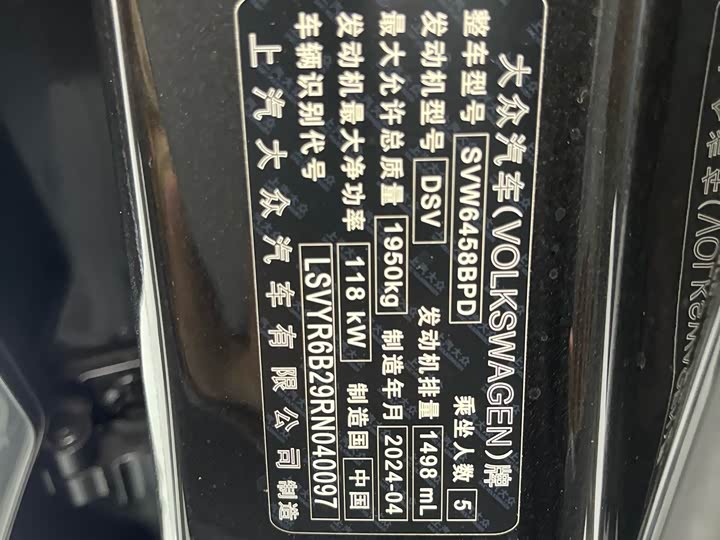 大众汽车(VOLKSWAGEN)牌
整车型号 SVW6458BPD 乘坐人数 5
发动机型号 DSV 发动机排量 1498 mL
最大允许总质量 1950kg 制造年月 2024-04
发动机最大净功率 118 kW 制造国 中国
车辆识别代号 LSVYR6B29RN040097
上汽大众汽车有限公司制造